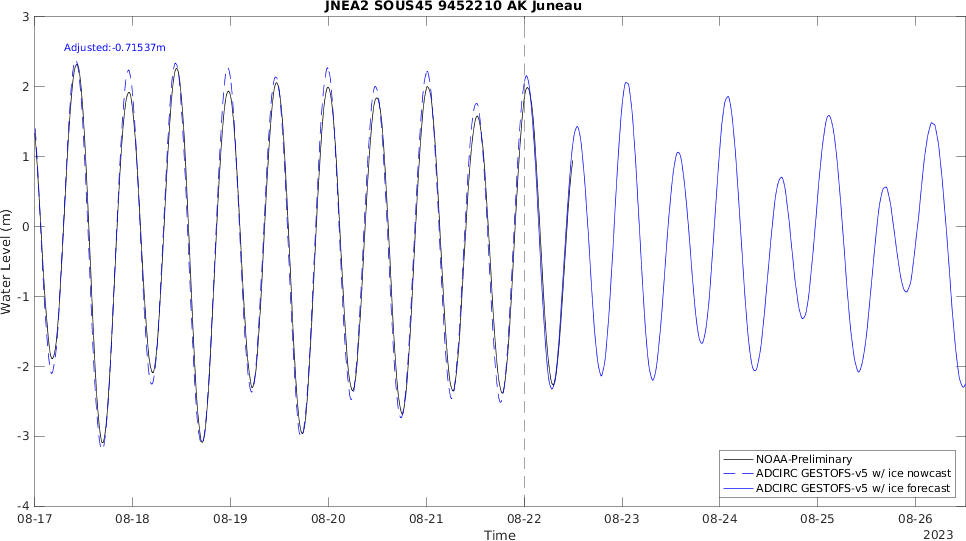 JNEA2 SOUS45 9452210 AK Juneau
Adjusted:-0.71537m
3
2
1
0
-1
-2
-3
-4
Water Level (m)
NOAA-Preliminary
ADCIRC GESTOFS-v5 w/ ice nowcast
ADCIRC GESTOFS-v5 w/ ice forecast
08-17 08-18 08-19 08-20 08-21 08-22 08-23 08-24 08-25 08-26
Time
2023